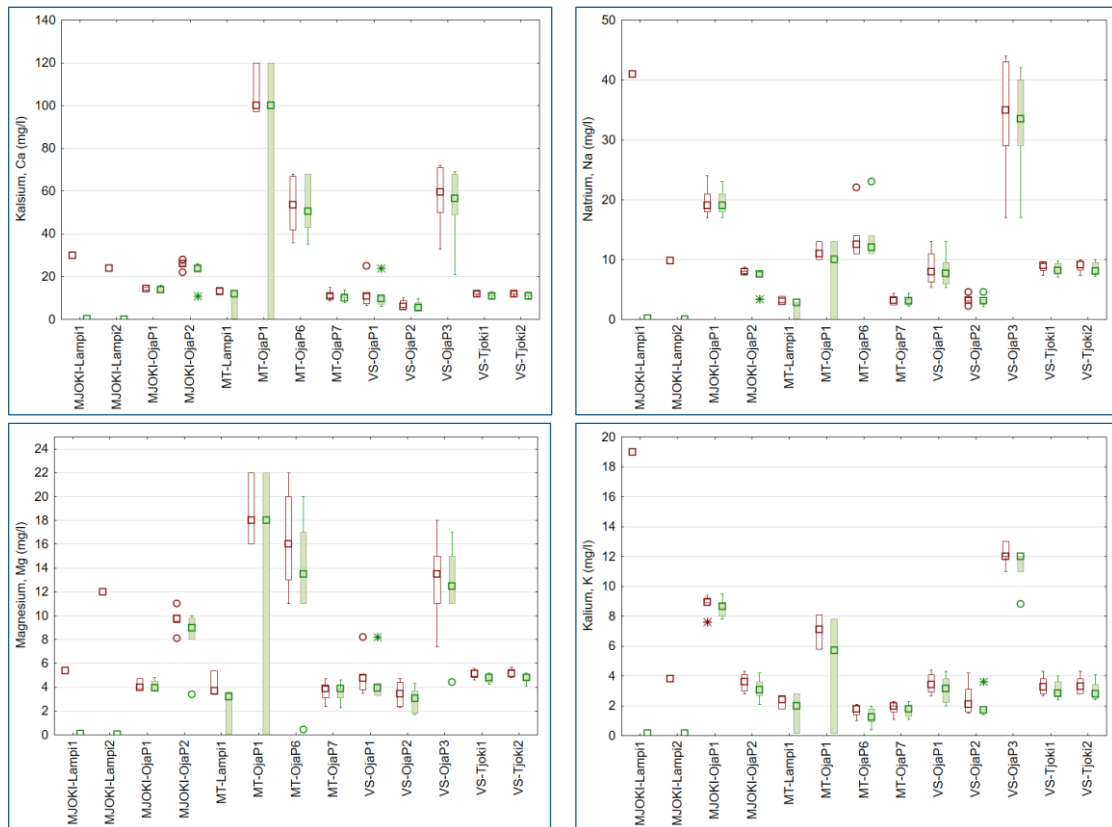 Kalsium, Ca (mg/l)
140
120
100
80
60
40
20
0
MJOKI-Lampi1
MJOKI-Lampi2
MJOKI-OjaP1
MJOKI-OjaP2
MT-Lampi1
MT-OjaP1
MT-OjaP6
MT-OjaP7
VS-OjaP1
VS-OjaP2
VS-OjaP3
VS-Tjoki1
VS-Tjoki2
Natrium, Na (mg/l)
50
40
30
20
10
0
MJOKI-Lampi1
MJOKI-Lampi2
MJOKI-OjaP1
MJOKI-OjaP2
MT-Lampi1
MT-OjaP1
MT-OjaP6
MT-OjaP7
VS-OjaP1
VS-OjaP2
VS-OjaP3
VS-Tjoki1
VS-Tjoki2
Magnesium, Mg (mg/l)
24
22
20
18
16
14
12
10
8
6
4
2
0
MJOKI-Lampi1
MJOKI-Lampi2
MJOKI-OjaP1
MJOKI-OjaP2
MT-Lampi1
MT-OjaP1
MT-OjaP6
MT-OjaP7
VS-OjaP1
VS-OjaP2
VS-OjaP3
VS-Tjoki1
VS-Tjoki2
Kalium, K (mg/l)
20
18
16
14
12
10
8
6
4
2
0
MJOKI-Lampi1
MJOKI-Lampi2
MJOKI-OjaP1
MJOKI-OjaP2
MT-Lampi1
MT-OjaP1
MT-OjaP6
MT-OjaP7
VS-OjaP1
VS-OjaP2
VS-OjaP3
VS-Tjoki1
VS-Tjoki2